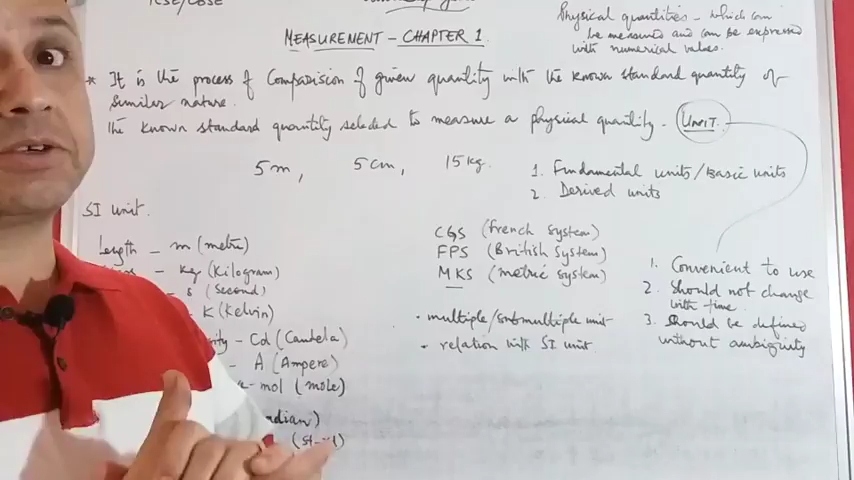 ICSE/CBSE
Physical quantities - which can
be measured and can be expressed
with numerical values.
MEASUREMENT - CHAPTER 1
* It is the process of Comparision of given quantity with the known standard quantity of
similar nature.
The known standard quantity selected to measure a physical quantity - UNIT.
5m, 5cm, 15kg.
1. Fundamental units/Basic units
2. Derived units
SI unit.
Length - m (metre)
- kg (Kilogram)
- s (Second)
- K (Kelvin)
- Cd (Candela)
- A (Ampere)
- mol (mole)
CGS (French System)
FPS (British System)
MKS (metric System)
• multiple/submultiple unit
• relation with SI unit
1. Convenient to use
2. Should not change
with time.
3. Should be defined
without ambiguity